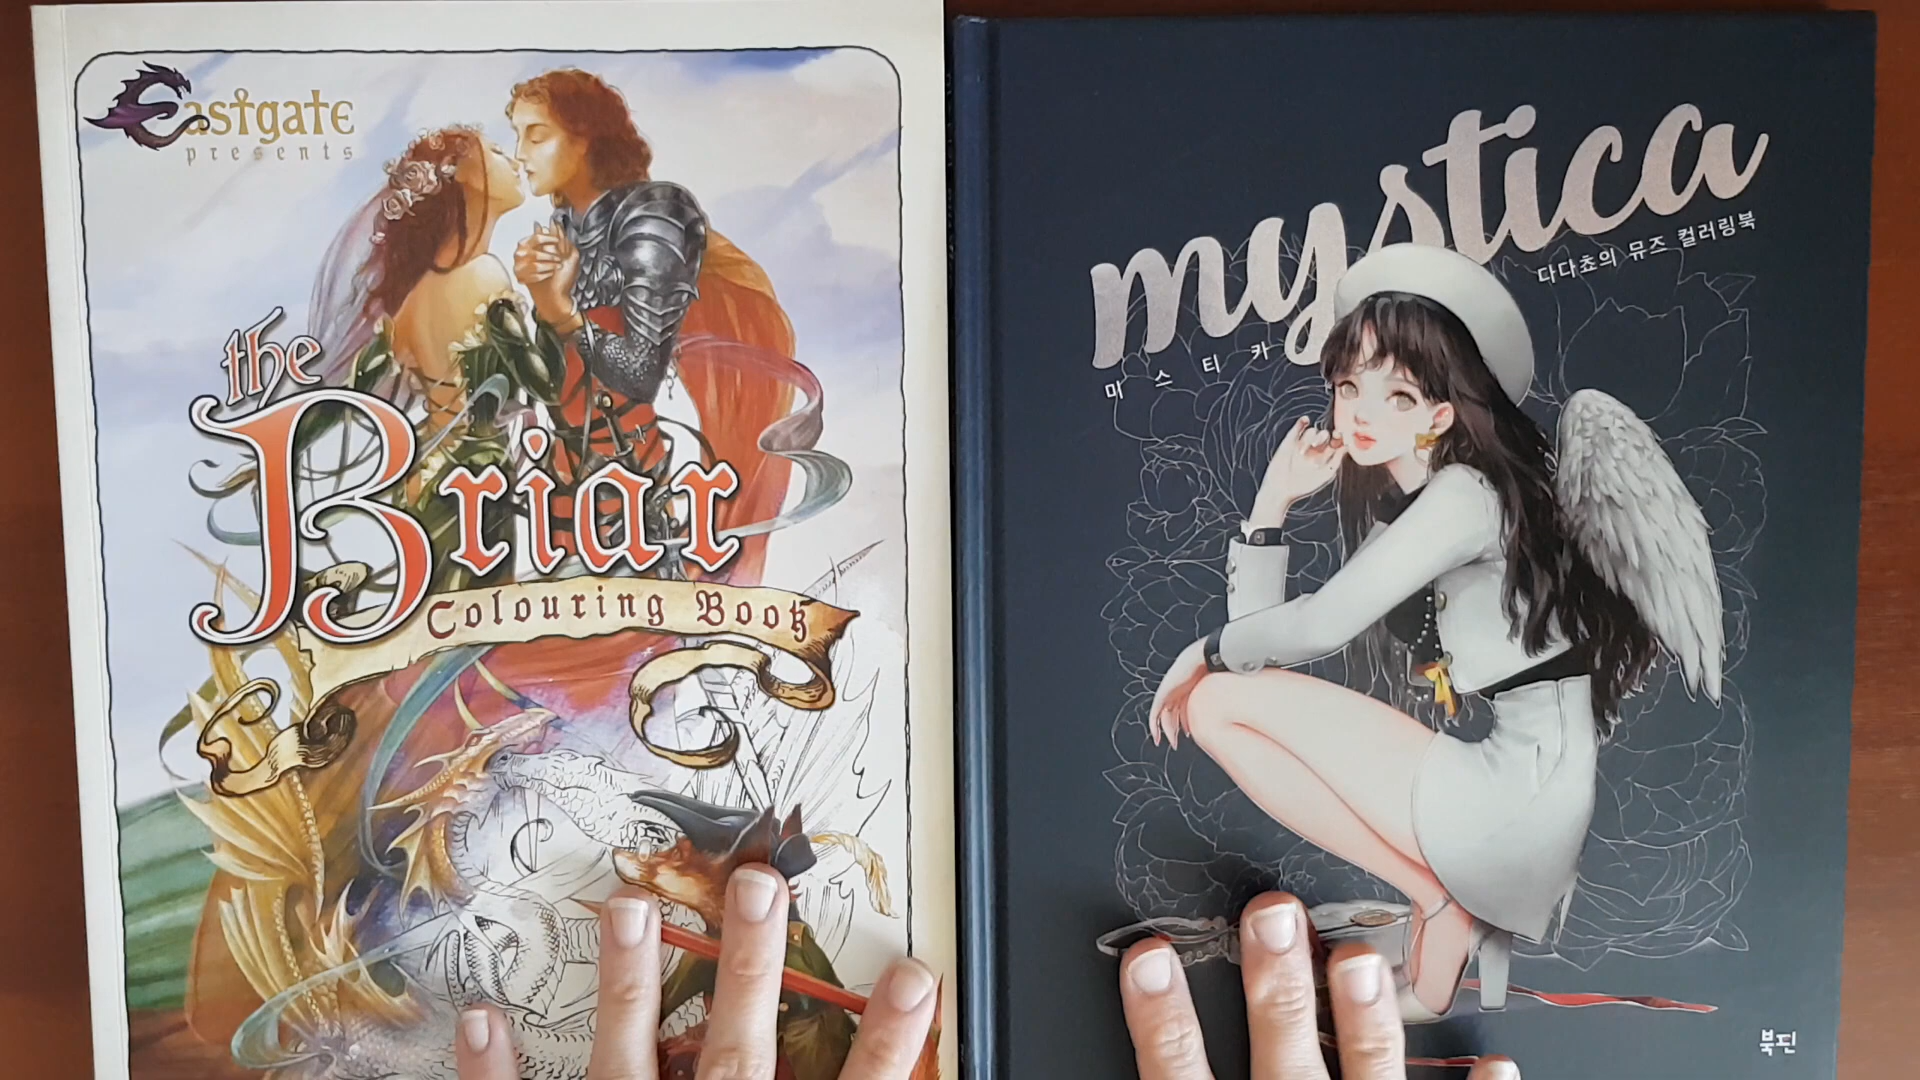 Eastgate
presents
the
Briar
Colouring Book
mystica
다다쵸의 뮤즈 컬러링북
미스티카
북핀